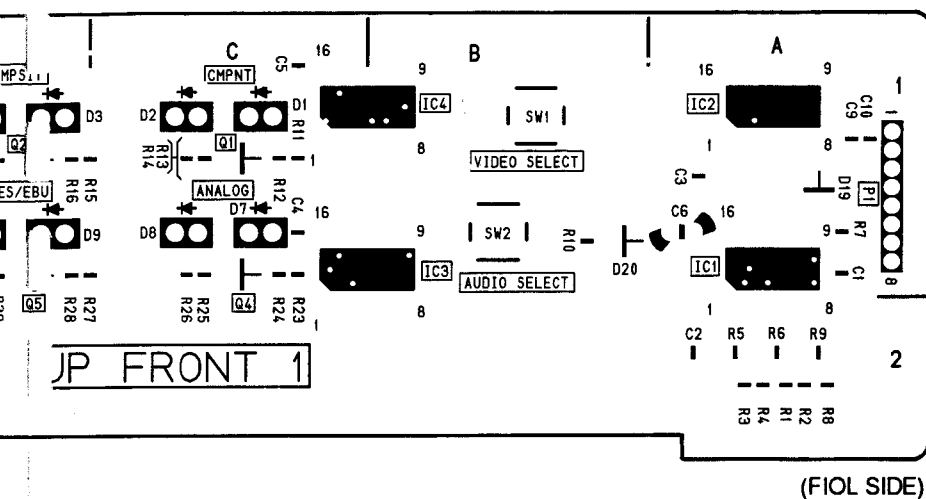 C
B
A
16
9
16
9
1
C5
CMPNT
D3
D2
D1
IC4
SW1
IC2
C10
C9
1
Q2
Q1
R11
R13
R14
1
8
VIDEO SELECT
1
8
ES/EBU
R16
R15
ANALOG
R12
C3
D19
P1
D7
C4
16
9
C6
16
9
R7
D9
D8
SW2
R10
D20
IC3
AUDIO SELECT
IC1
C1
8
Q5
R28
R27
R26
R25
Q4
R24
R23
1
8
1
8
C2
R5
R6
R9
2
FRONT 1
R3
R4
R1
R2
R8
(FIOL SIDE)